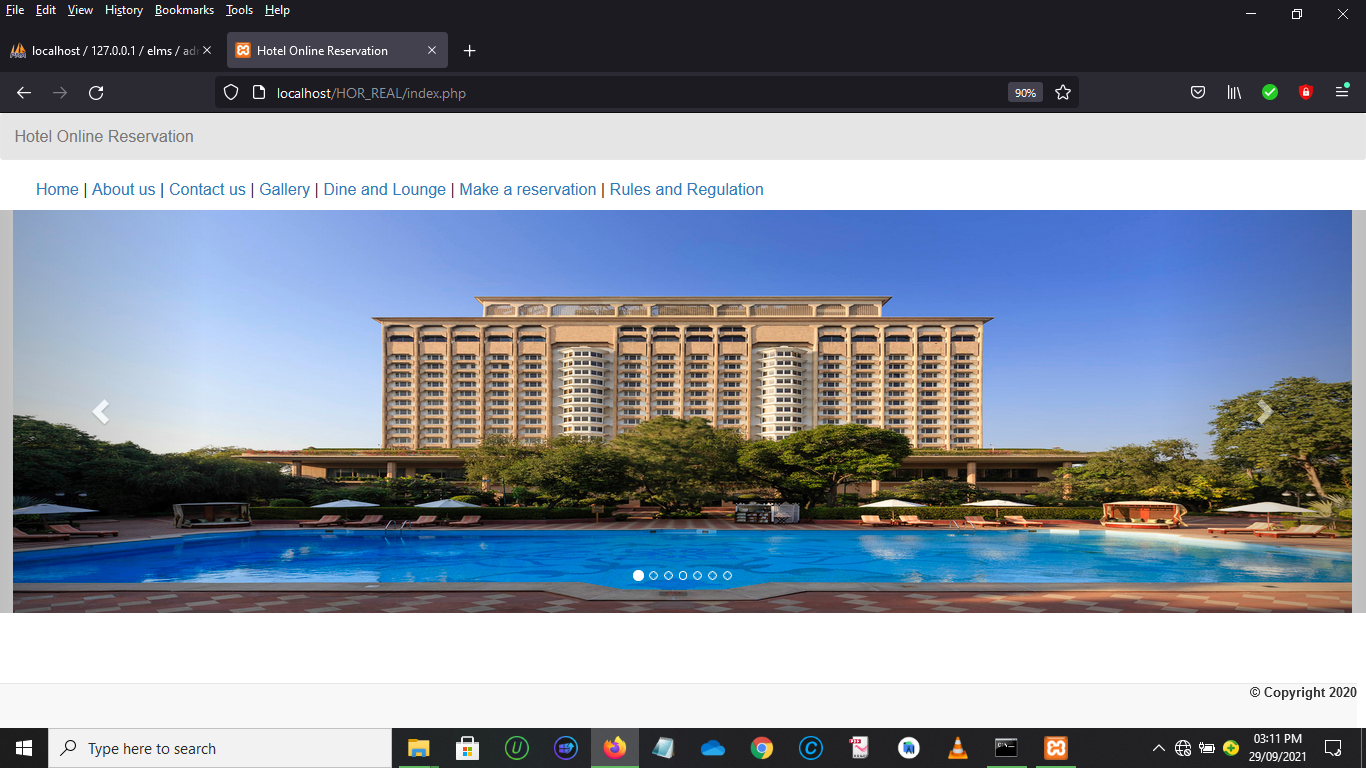 File Edit View History Bookmarks Tools Help
localhost / 127.0.0.1 / elms / ad
Hotel Online Reservation
localhost/HOR_REAL/index.php
90%
Hotel Online Reservation
Home | About us | Contact us | Gallery | Dine and Lounge | Make a reservation | Rules and Regulation
© Copyright 2020
Type here to search
03:11 PM
29/09/2021